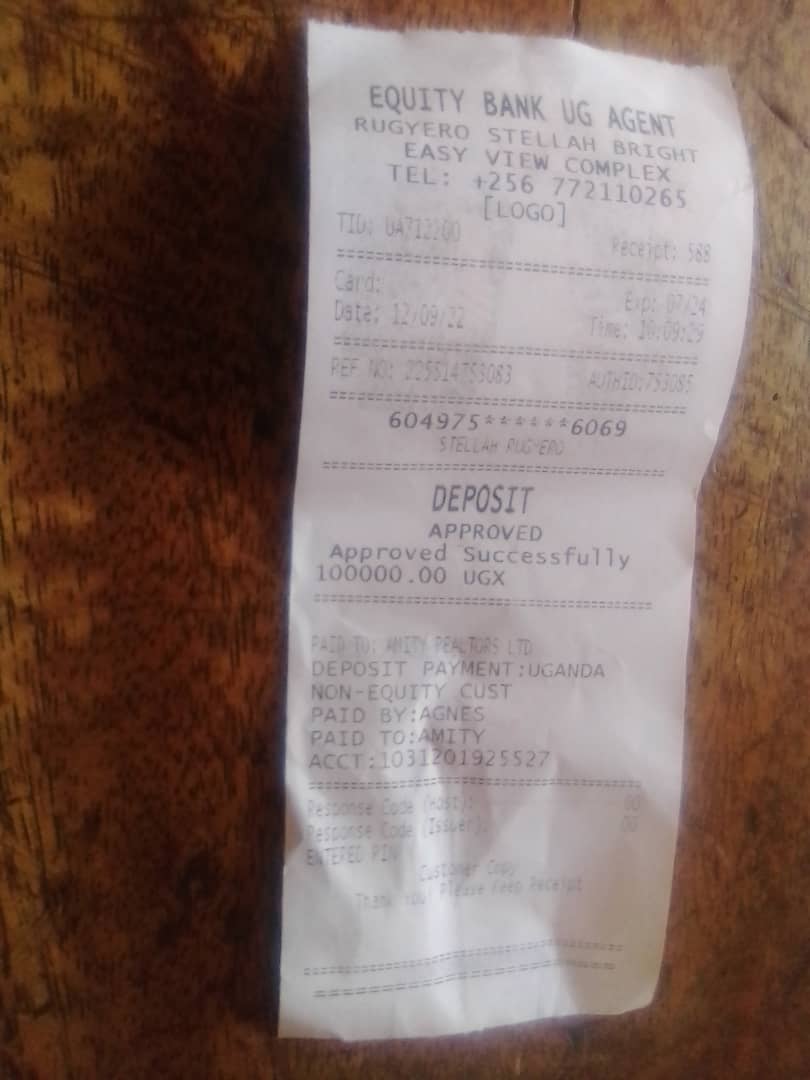 EQUITY BANK UG AGENT
RUGYERO STELLAH BRIGHT
EASY VIEW COMPLEX
TEL: +256 772110265
[LOGO]
TID: Receipt: 588
Card: Exp: 07/24
Date: 12/09/22 Time: 10:09:29
REF NO: 225514753083
604975******6069
STELLAH RUGYERO
DEPOSIT
APPROVED
Approved Successfully
100000.00 UGX
PAID TO: AMITY REALTORS LTD
DEPOSIT PAYMENT:UGANDA
NON-EQUITY CUST
PAID BY:AGNES
PAID TO:AMITY
ACCT:1031201925527
Response Code (Host): 00
Response Code (Issuer): 00
ENTERED PIN
Customer Copy
Thank You! Please Keep Receipt